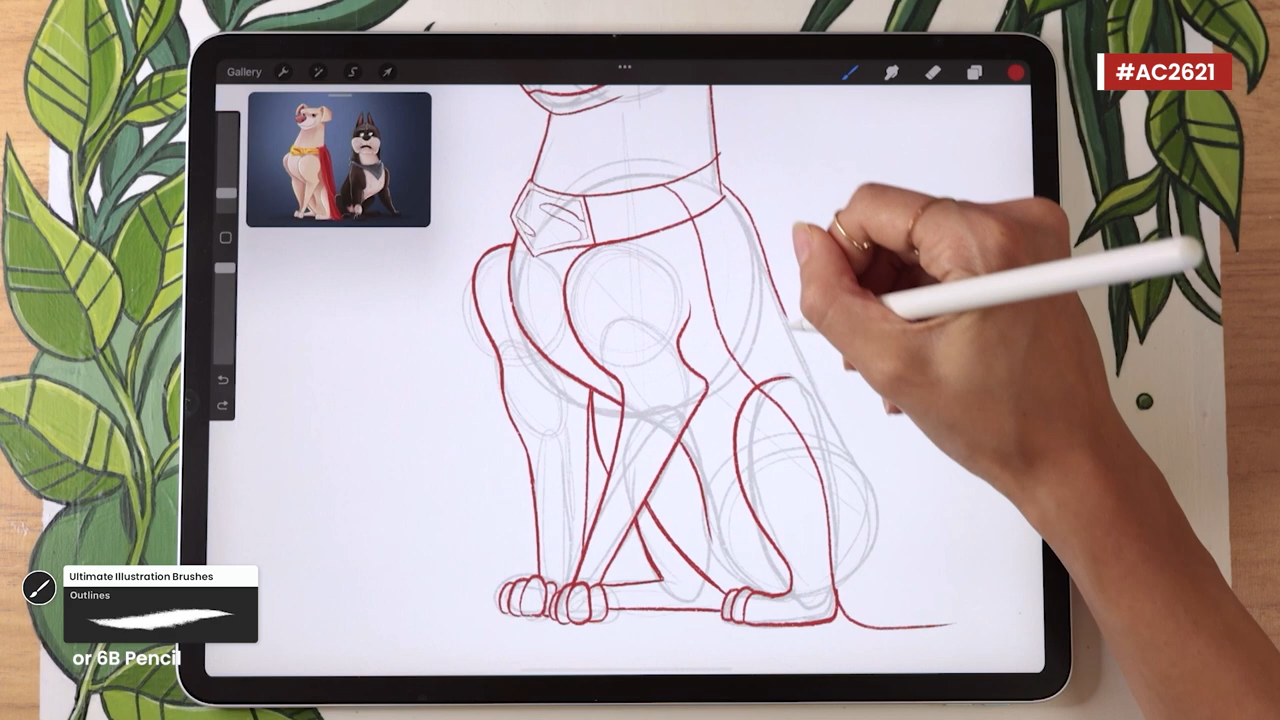 Gallery
#AC2621
Ultimate Illustration Brushes
Outlines
or 6B Pencil